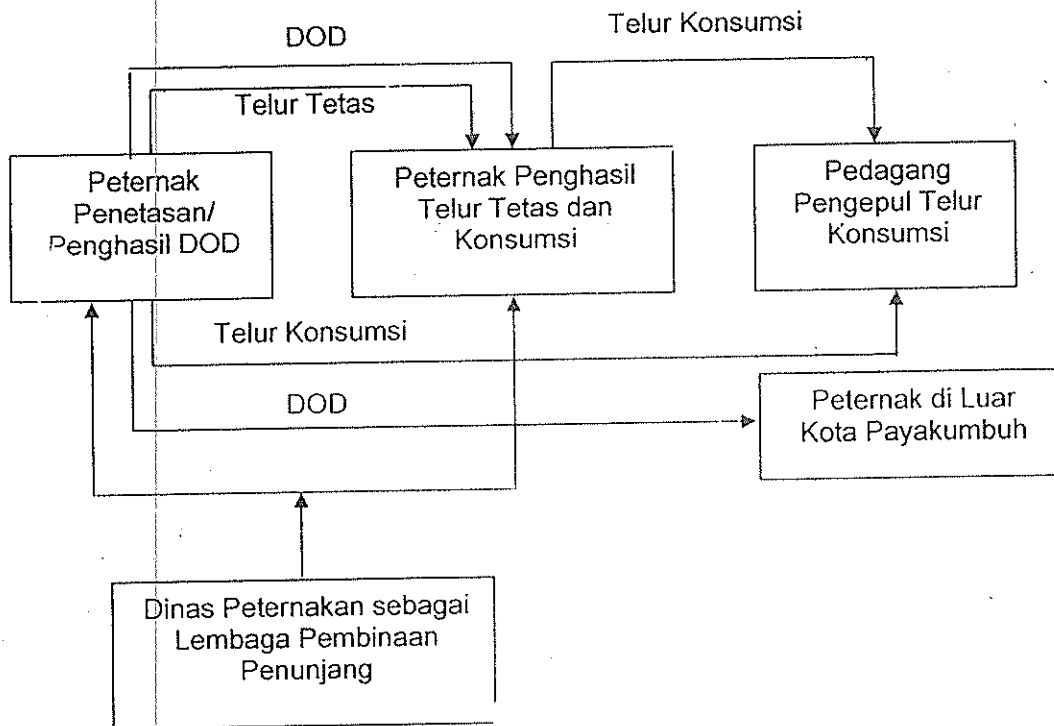 DOD
Telur Konsumsi
Telur Tetas
Peternak
Penetasan/
Penghasil DOD
Peternak Penghasil
Telur Tetas dan
Konsumsi
Pedagang
Pengepul Telur
Konsumsi
Telur Konsumsi
DOD
Peternak di Luar
Kota Payakumbuh
Dinas Peternakan sebagai
Lembaga Pembinaan
Penunjang